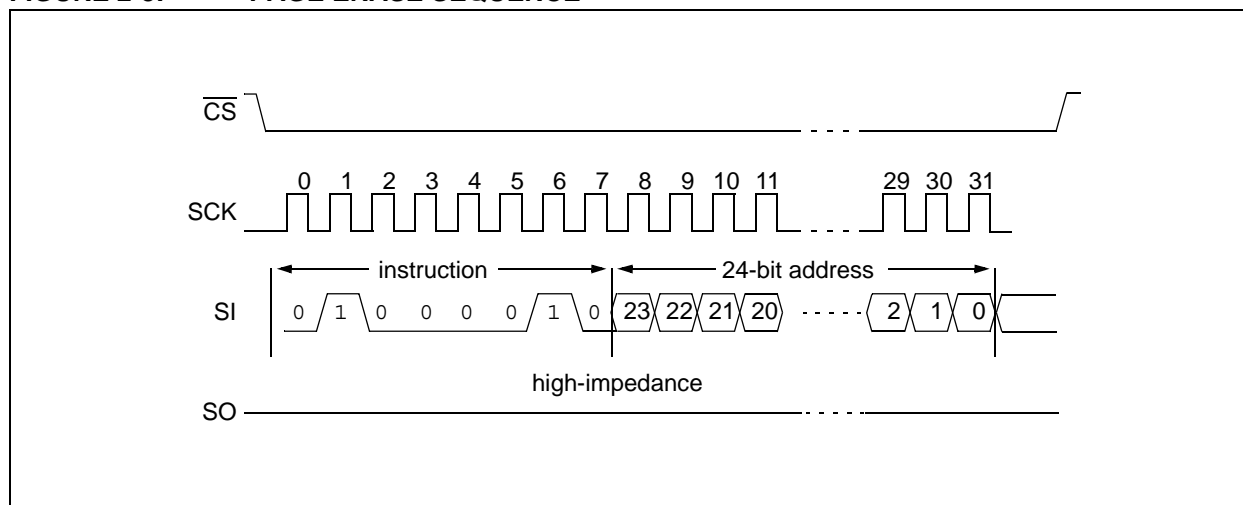 CS
0 1 2 3 4 5 6 7 8 9 10 11 29 30 31
SCK
instruction 24-bit address
SI 0 1 0 0 0 0 1 0 23 22 21 20 2 1 0
high-impedance
SO